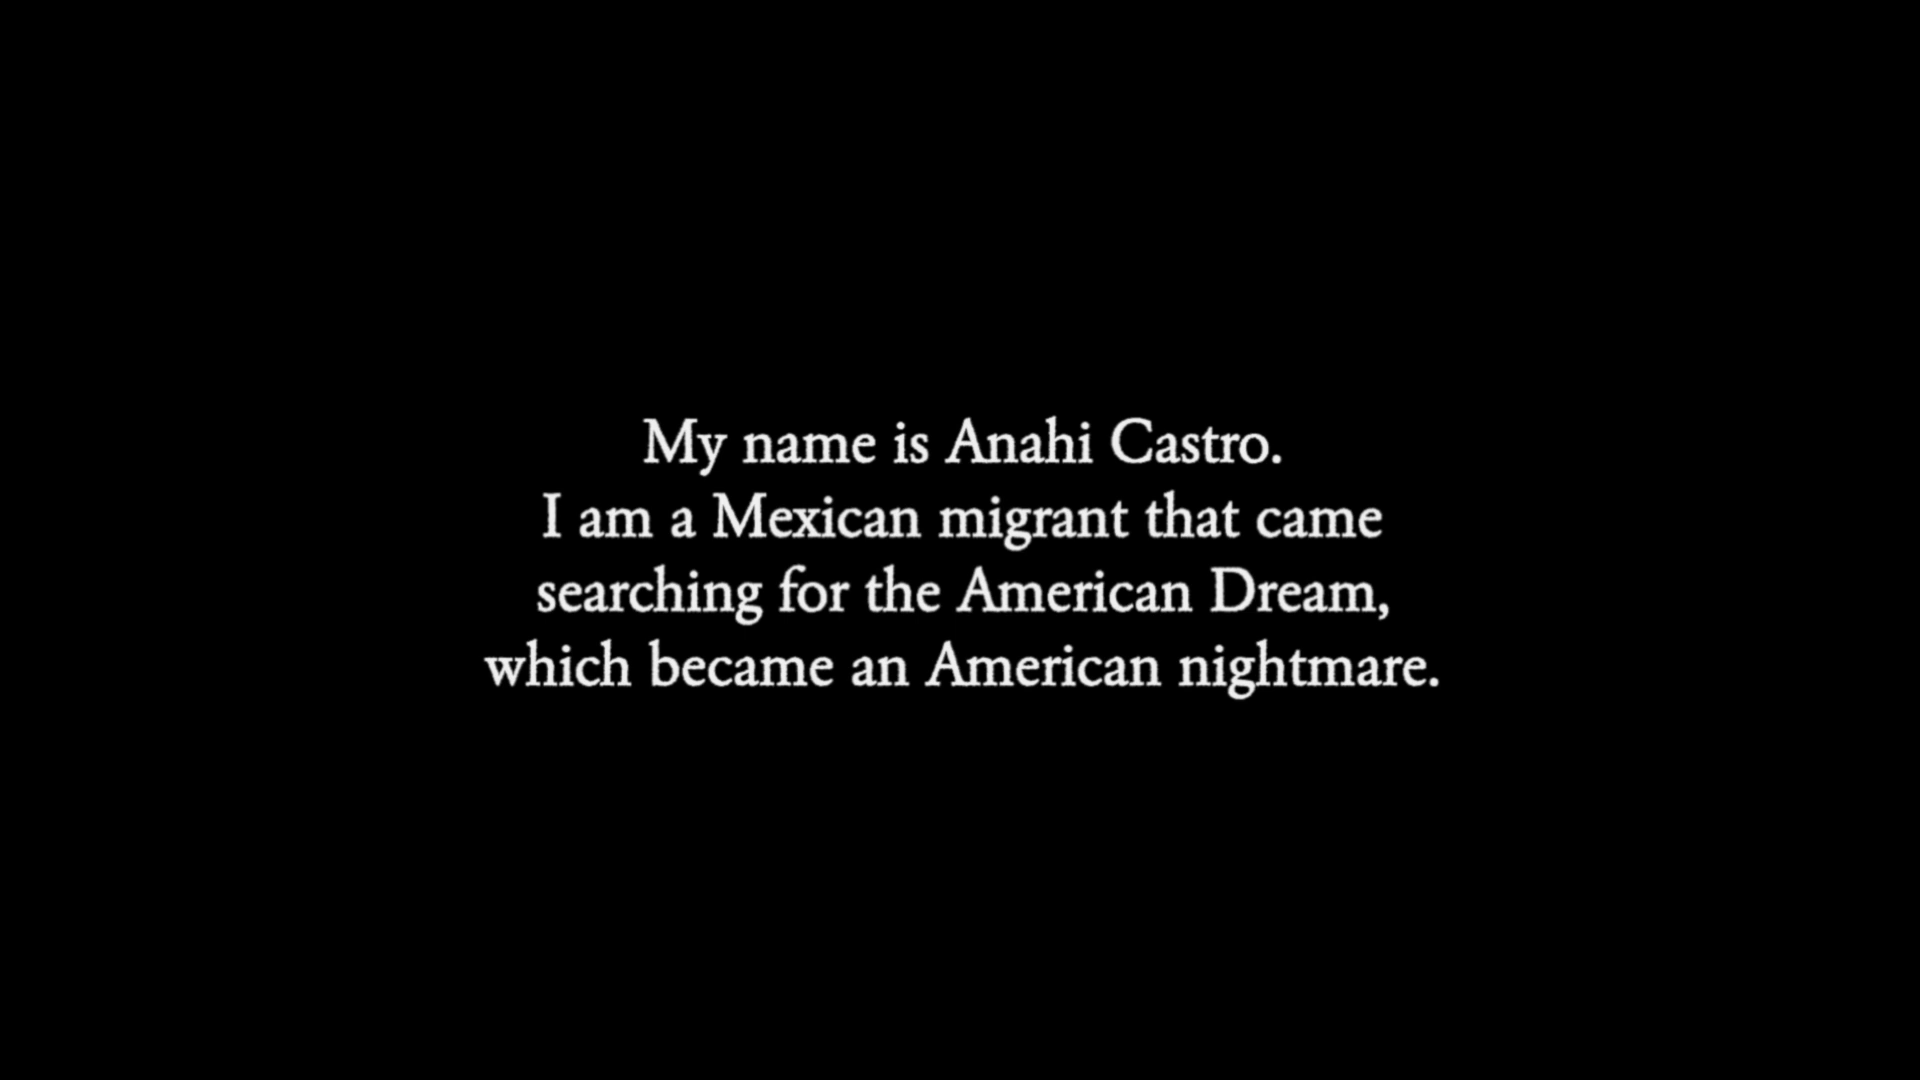 My name is Anahi Castro.
I am a Mexican migrant that came
searching for the American Dream,
which became an American nightmare.